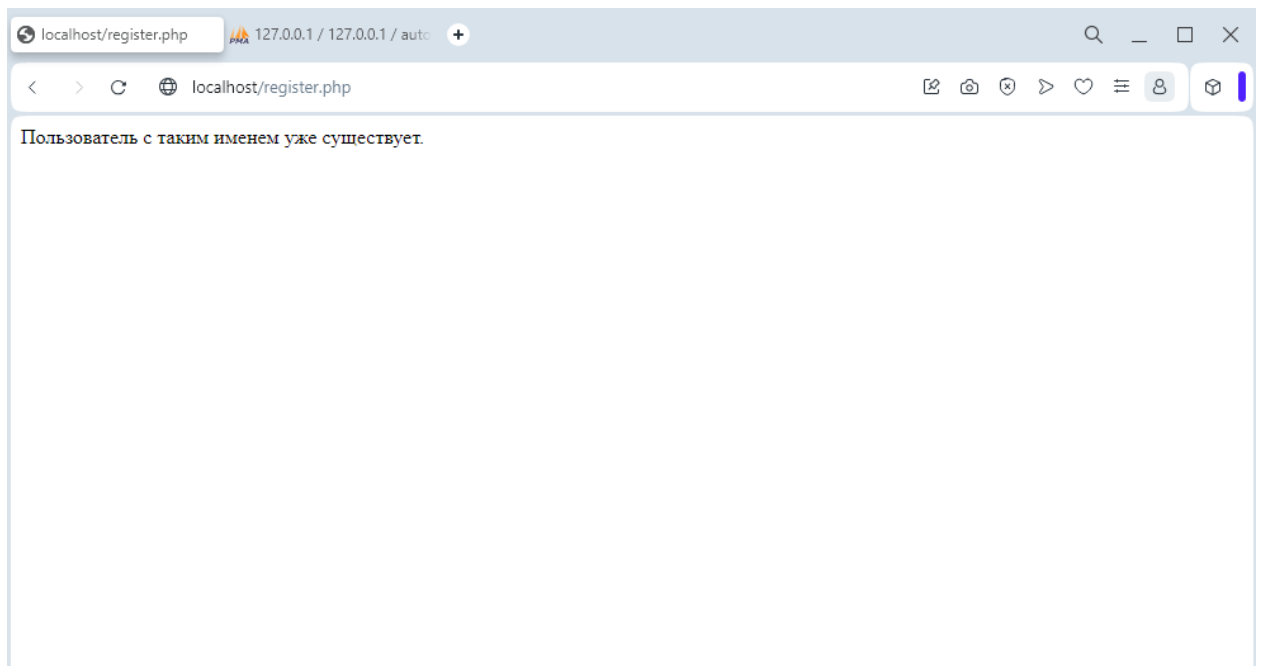 localhost/register.php
PMA 127.0.0.1 / 127.0.0.1 / auto
localhost/register.php
Пользователь с таким именем уже существует.